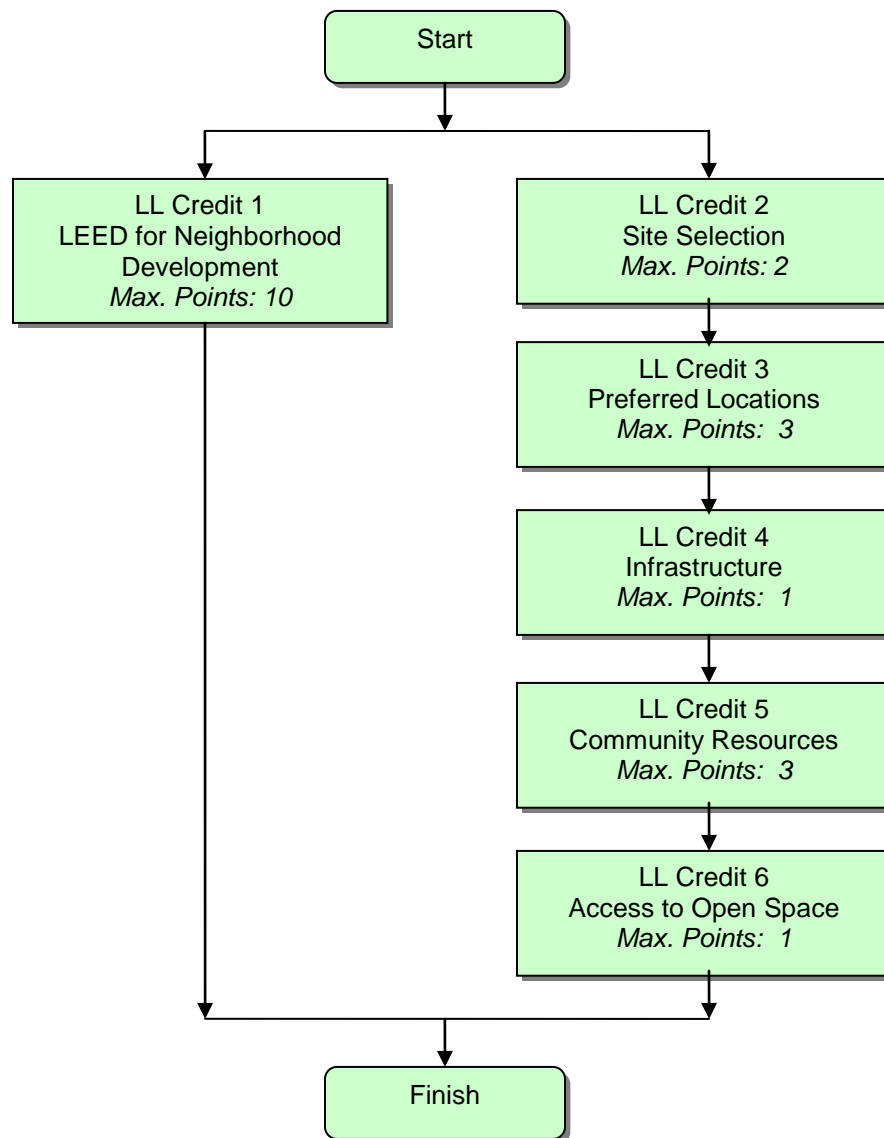 Start
LL Credit 1
LEED for Neighborhood
Development
Max. Points: 10
LL Credit 2
Site Selection
Max. Points: 2
LL Credit 3
Preferred Locations
Max. Points: 3
LL Credit 4
Infrastructure
Max. Points: 1
LL Credit 5
Community Resources
Max. Points: 3
LL Credit 6
Access to Open Space
Max. Points: 1
Finish